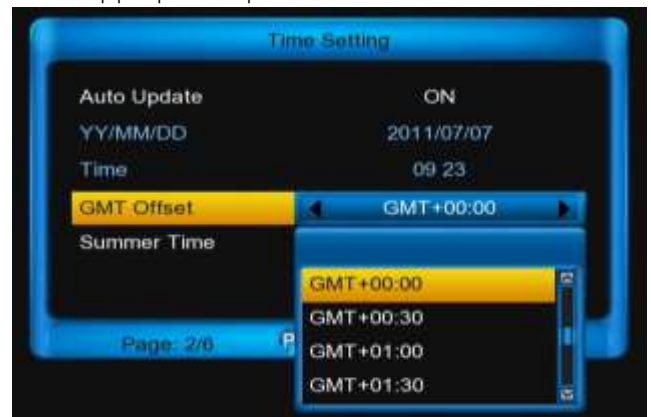 Time Setting
Auto Update ON
YY/MM/DD 2011/07/07
Time 09 23
GMT Offset GMT+00:00
Summer Time
GMT+00:00
GMT+00:30
GMT+01:00
GMT+01:30
Page: 2/6 P